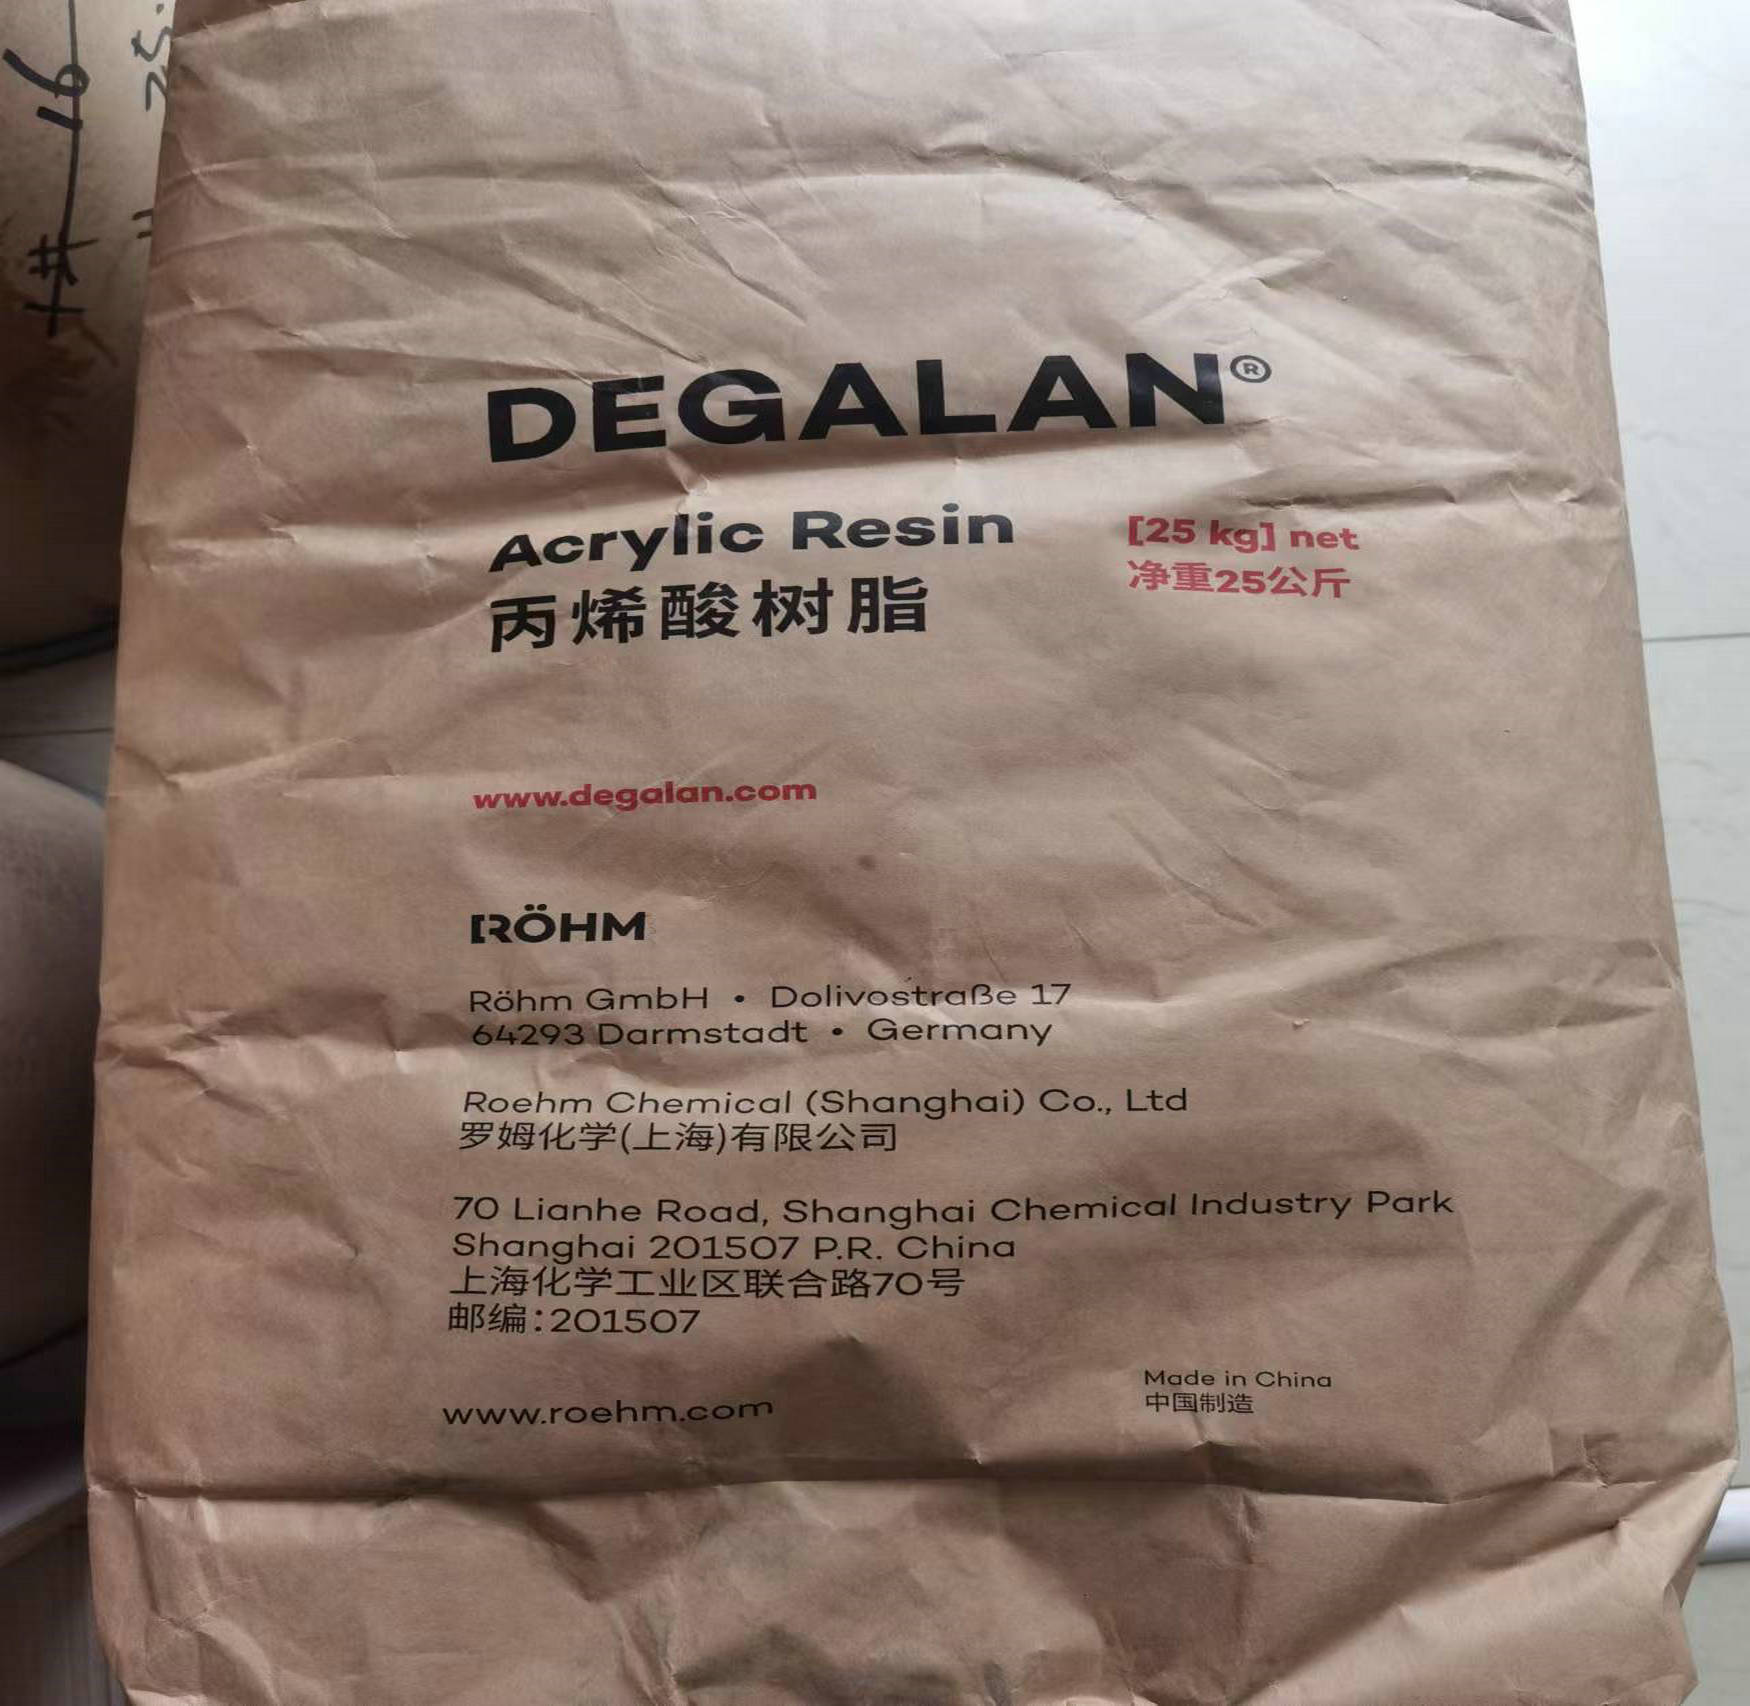 DEGALAN®
Acrylic Resin
丙烯酸树脂
[25 kg] net
净重25公斤
www.degalan.com
RÖHM
Röhm GmbH • Dolivostraße 17
64293 Darmstadt • Germany
Roehm Chemical (Shanghai) Co., Ltd
罗姆化学(上海)有限公司
70 Lianhe Road, Shanghai Chemical Industry Park
Shanghai 201507 P.R. China
上海化学工业区联合路70号
邮编:201507
www.roehm.com
Made in China
中国制造